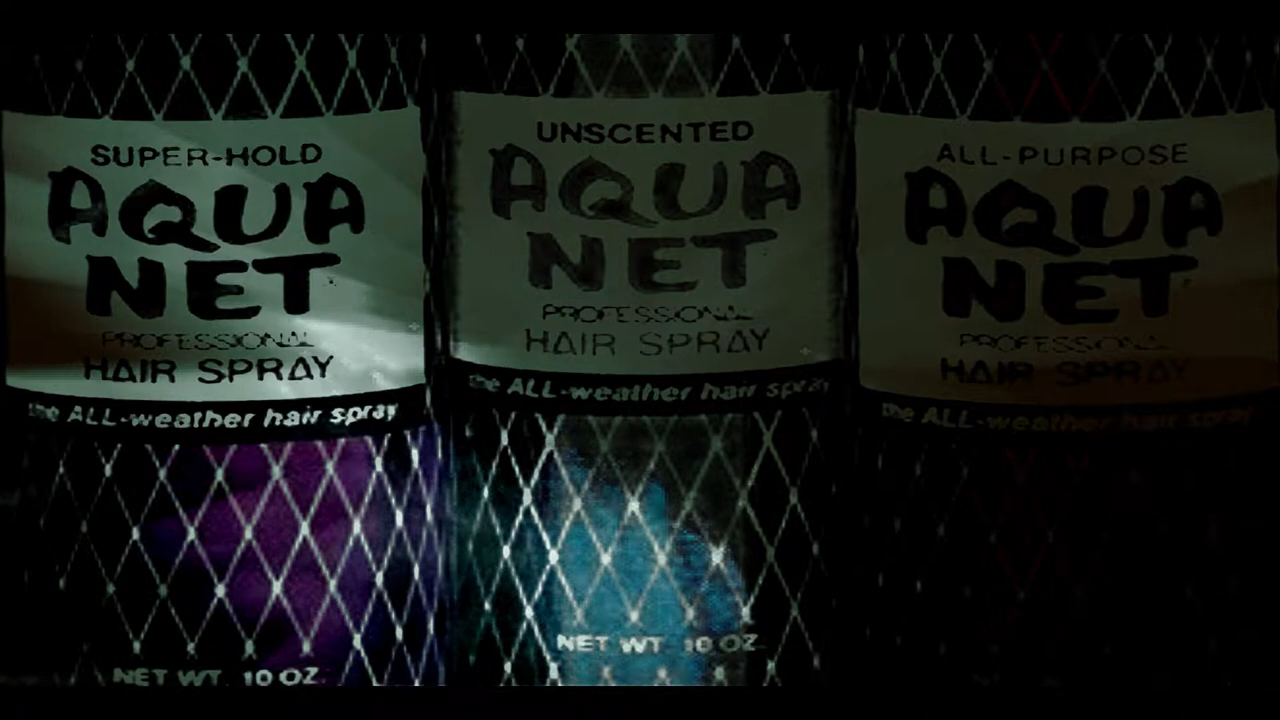 SUPER-HOLD
AQUA
NET
PROFESSIONAL
HAIR SPRAY
the ALL-weather hair spray
NET WT. 10 OZ.
UNSCENTED
AQUA
NET
PROFESSIONAL
HAIR SPRAY
the ALL-weather hair spray
NET WT. 10 OZ.
ALL-PURPOSE
AQUA
NET
PROFESSIONAL
HAIR SPRAY
the ALL-weather hair spray